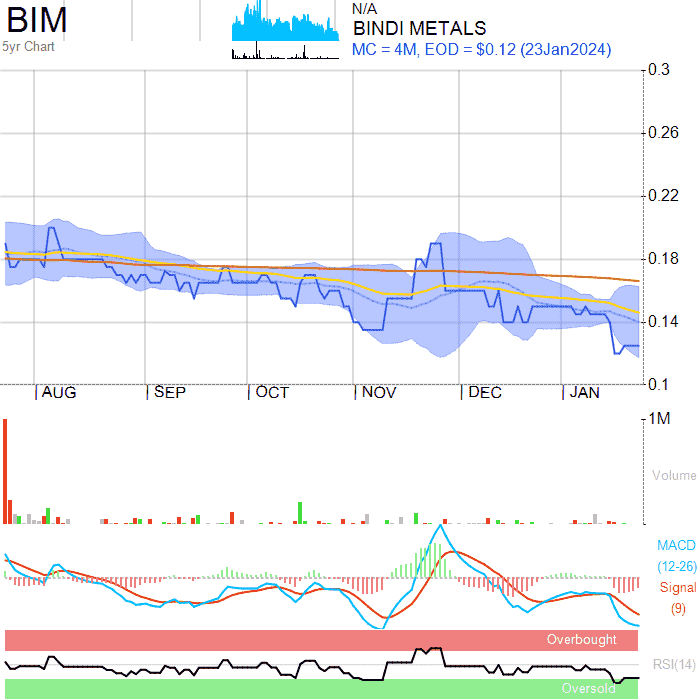 BIM
5yr Chart
N/A
BINDI METALS
MC = 4M, EOD = $0.12 (23Jan2024)
0.3
0.26
0.22
0.18
0.14
0.1
AUG SEP OCT NOV DEC JAN
1M
Volume
MACD
(12-26)
Signal
(9)
Overbought
RSI(14)
Oversold